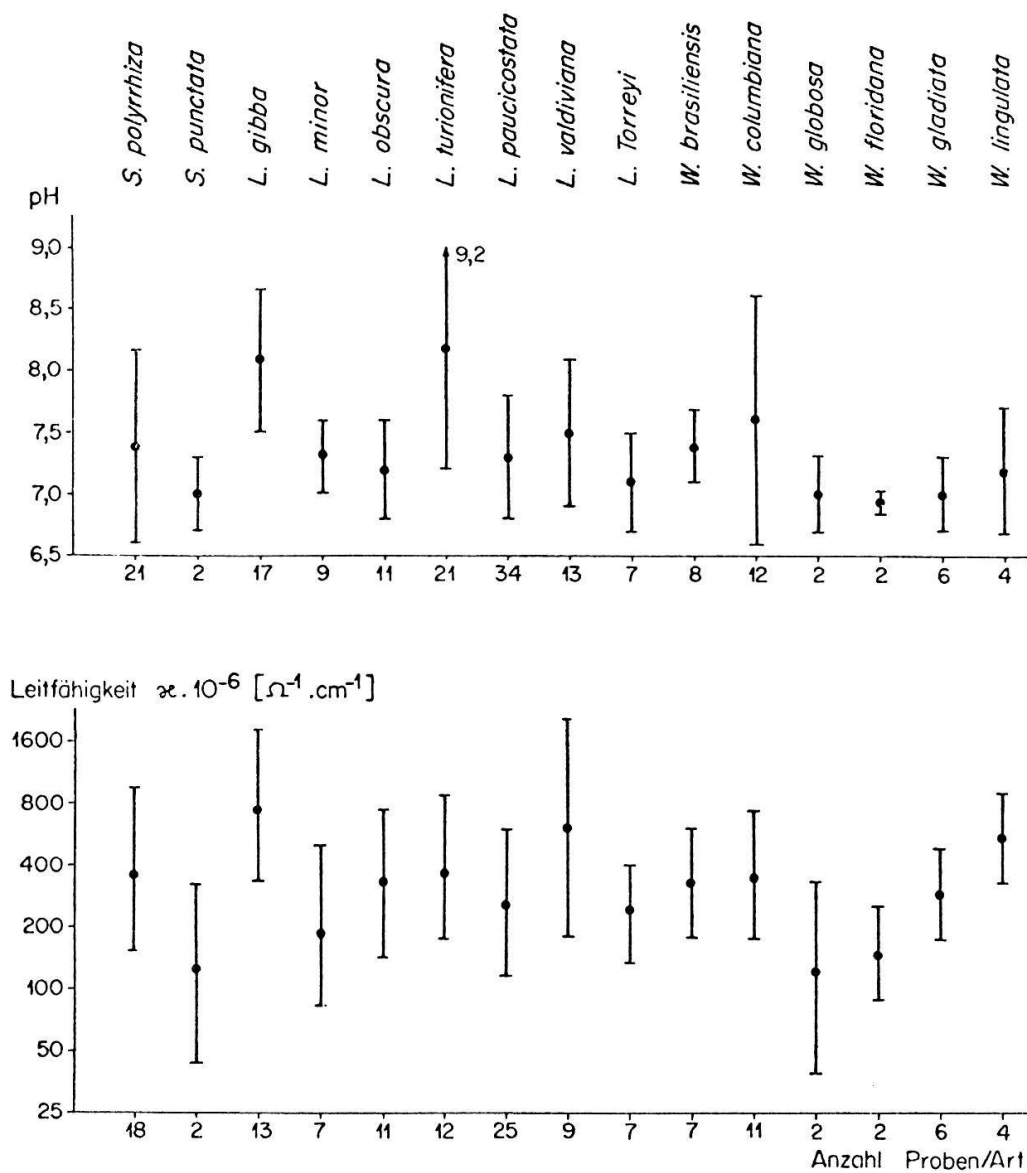 S. polyrrhiza
S. punctata
L. gibba
L. minor
L. obscura
L. turionifera
L. paucicostata
L. valdiviana
L. Torreyi
W. brasiliensis
W. columbiana
W. globosa
W. floridana
W. gladiata
W. lingulata
pH
9,0
9,2
8,5
8,0
7,5
7,0
6,5
21 2 17 9 11 21 34 13 7 8 12 2 2 6 4
Leitfähigkeit æ.10⁻⁶ [Ω⁻¹.cm⁻¹]
1600
800
400
200
100
50
25
18 2 13 7 11 12 25 9 7 7 11 2 2 6 4
Anzahl Proben/Art